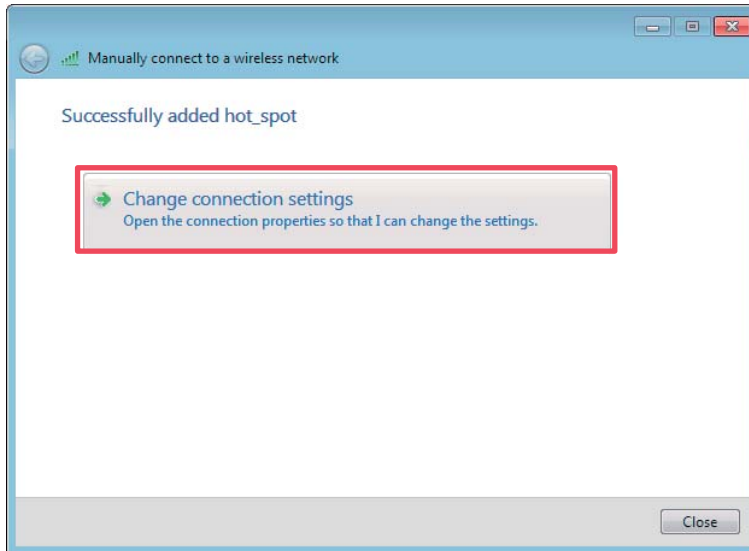 Manually connect to a wireless network
Successfully added hot_spot
Change connection settings
Open the connection properties so that I can change the settings.
Close